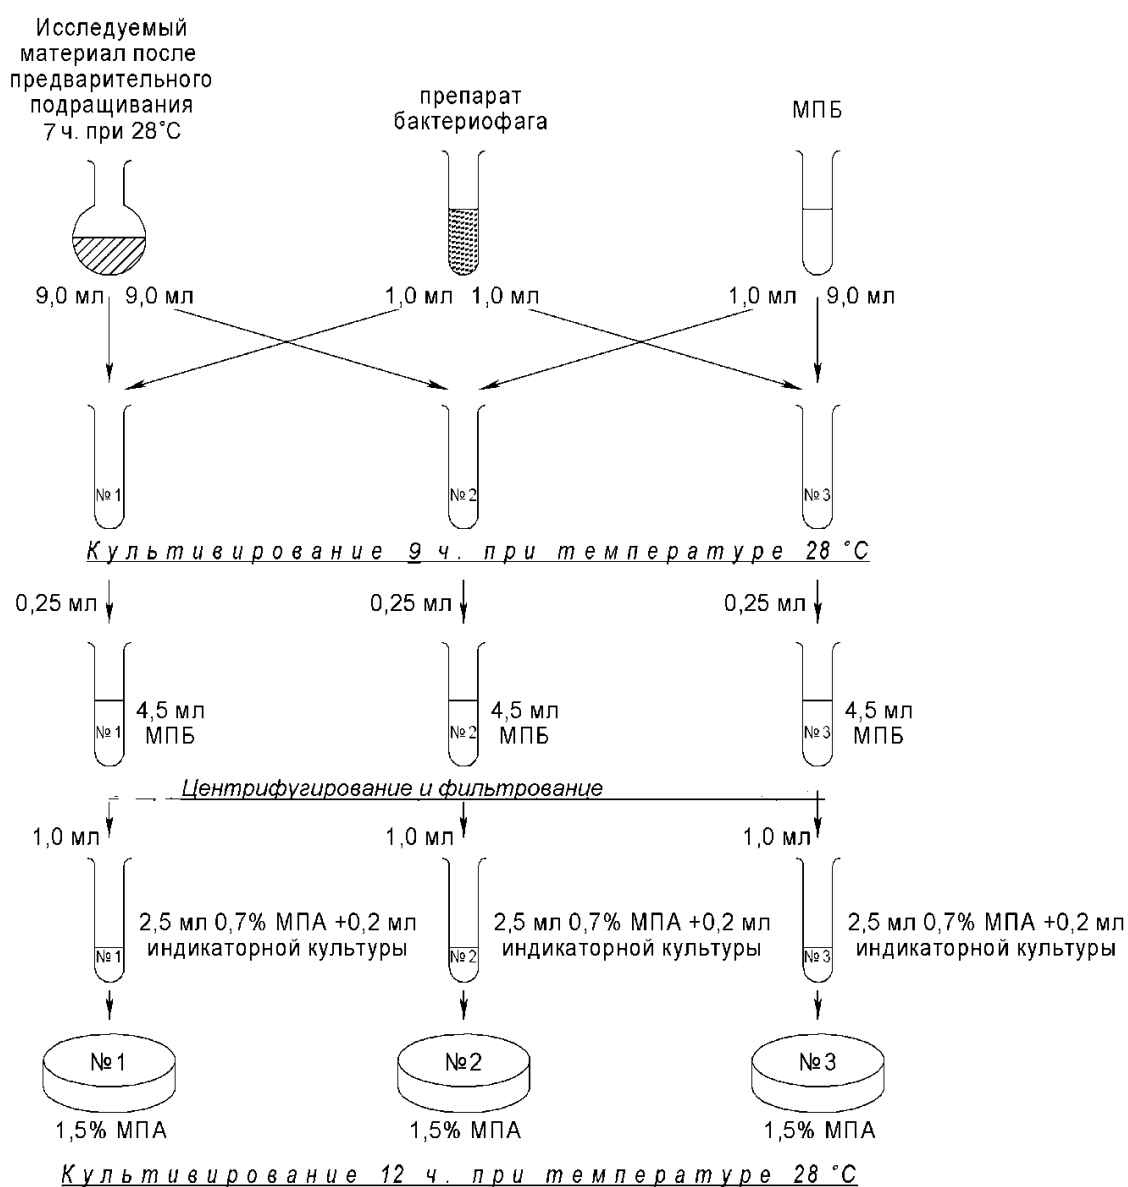 Исследуемый
материал после
предварительного
подращивания
7 ч. при 28°С
препарат
бактериофага
МПБ
9,0 мл 9,0 мл
1,0 мл 1,0 мл
1,0 мл 9,0 мл
№1
№2
№3
Культивирование 9 ч. при температуре 28°С
0,25 мл
0,25 мл
0,25 мл
4,5 мл
МПБ
4,5 мл
МПБ
4,5 мл
МПБ
№1
№2
№3
Центрифугирование и фильтрование
1,0 мл
1,0 мл
1,0 мл
2,5 мл 0,7% МПА +0,2 мл
индикаторной культуры
2,5 мл 0,7% МПА +0,2 мл
индикаторной культуры
2,5 мл 0,7% МПА +0,2 мл
индикаторной культуры
№1
№2
№3
№1
№2
№3
1,5% МПА
1,5% МПА
1,5% МПА
Культивирование 12 ч. при температуре 28°С